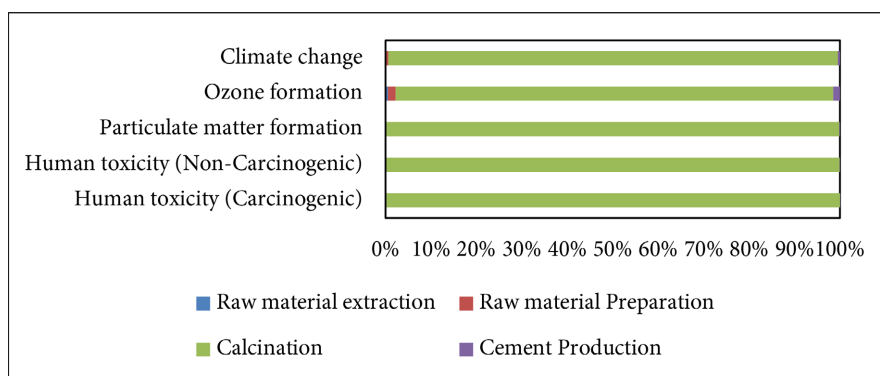 Climate change
Ozone formation
Particulate matter formation
Human toxicity (Non-Carcinogenic)
Human toxicity (Carcinogenic)
0% 10% 20% 30% 40% 50% 60% 70% 80% 90%100%
Raw material extraction Raw material Preparation
Calcination Cement Production